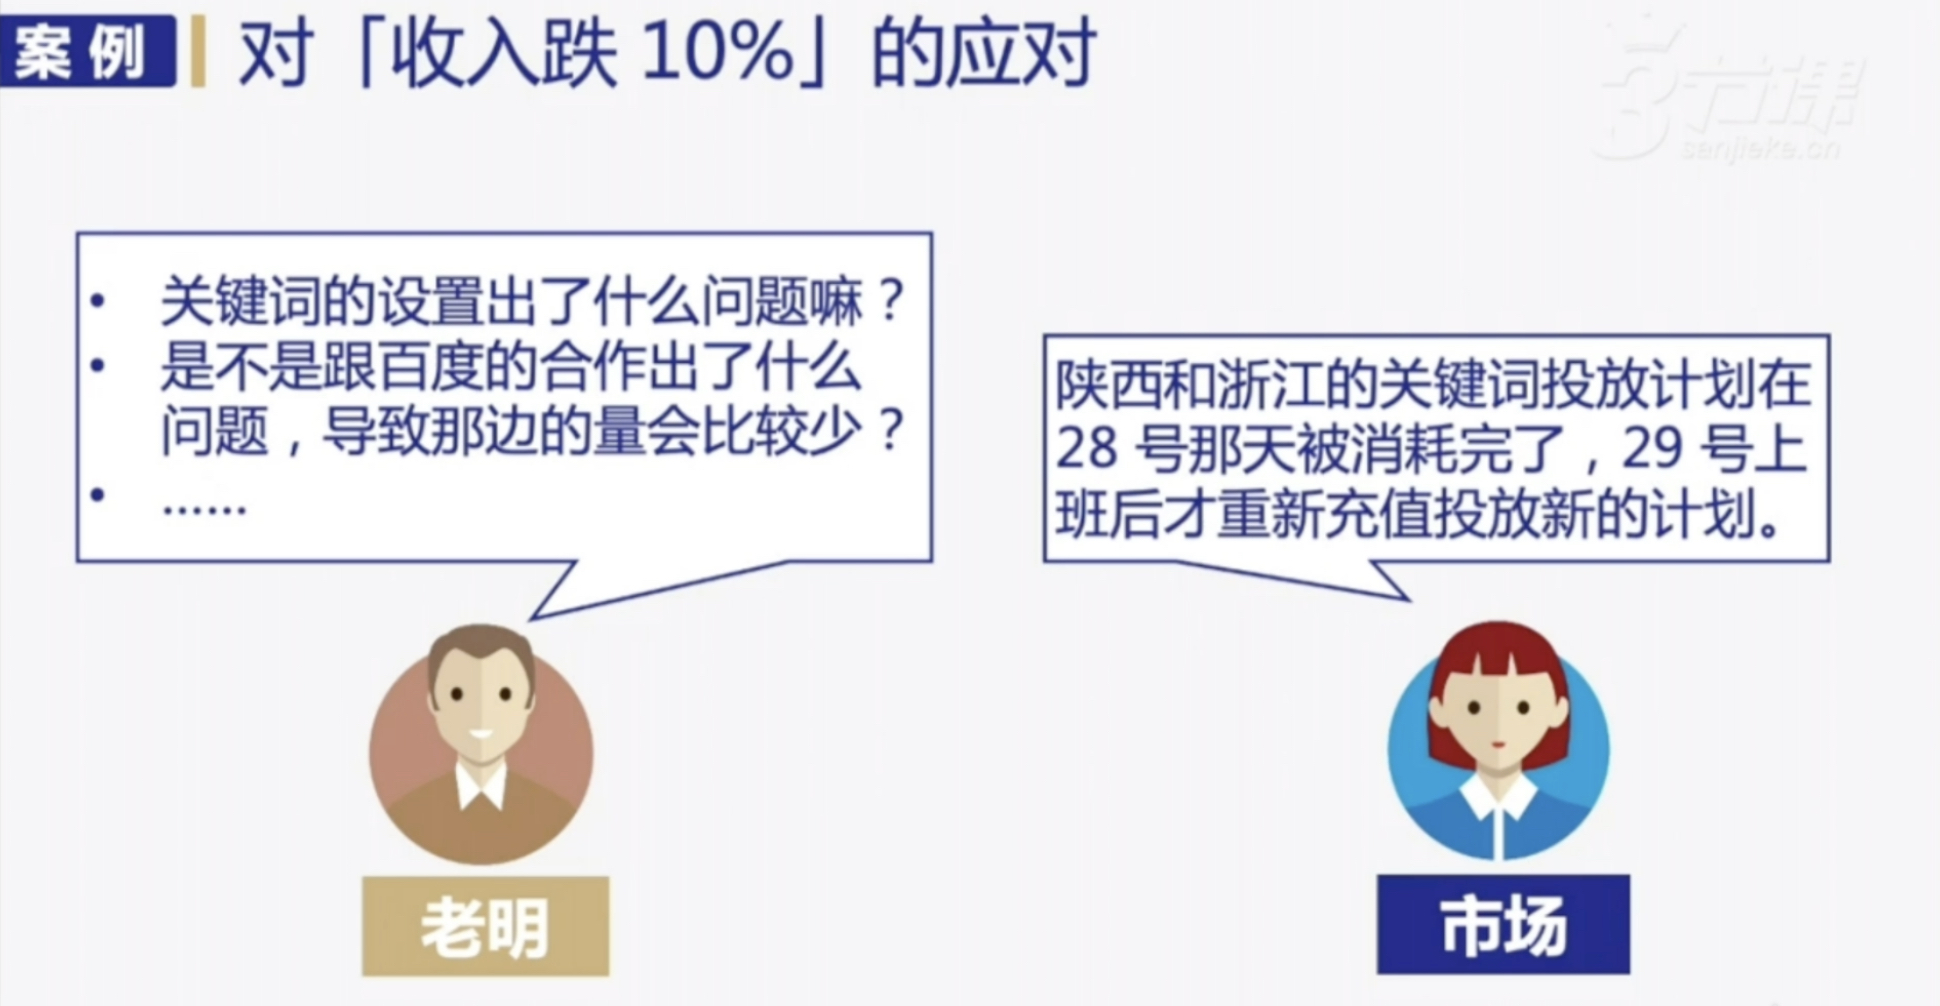 案例
对「收入跌 10%」的应对
3节课
senjieke.cn
• 关键词的设置出了什么问题嘛？
• 是不是跟百度的合作出了什么
问题，导致那边的量会比较少？
• ……
陕西和浙江的关键词投放计划在
28 号那天被消耗完了，29 号上
班后才重新充值投放新的计划。
老明
市场